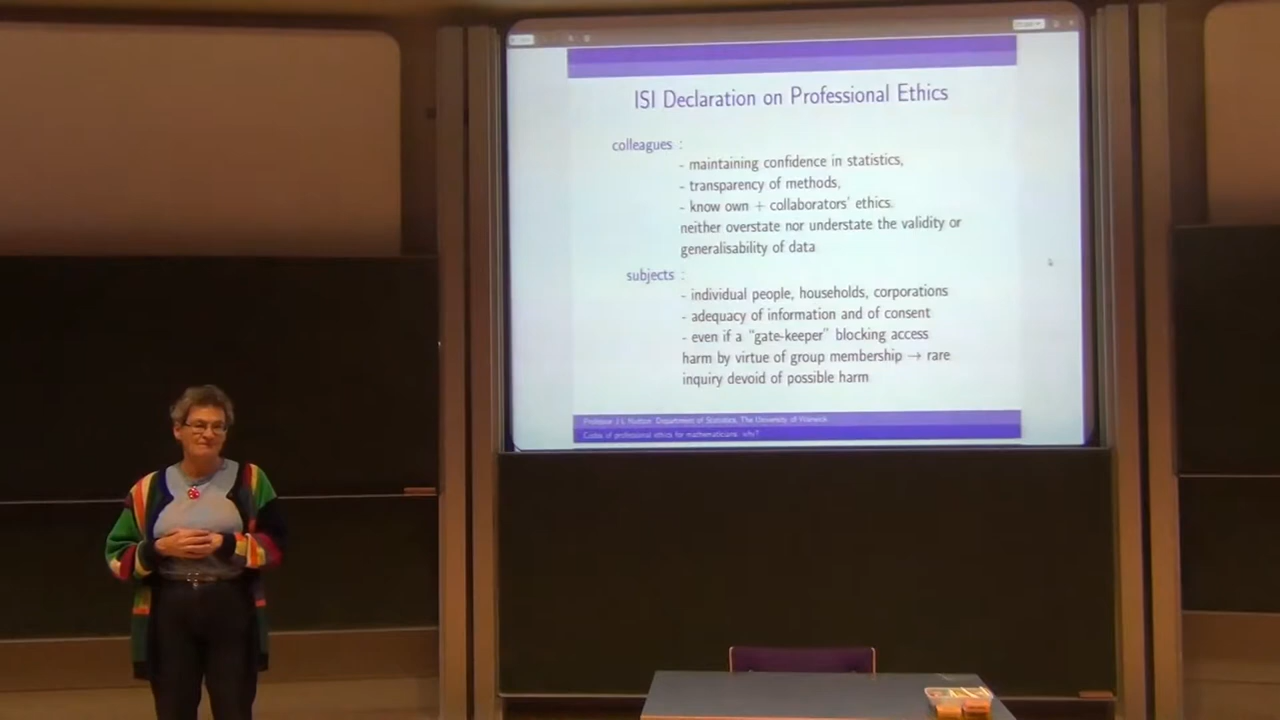 ISI Declaration on Professional Ethics
colleagues :
- maintaining confidence in statistics,
- transparency of methods,
- know own + collaborators' ethics.
neither overstate nor understate the validity or
generalisability of data
subjects :
- individual people, households, corporations
- adequacy of information and of consent
- even if a "gate-keeper" blocking access
harm by virtue of group membership → rare
inquiry devoid of possible harm
Professor J L Hutton Department of Statistics, The University of Warwick
Codes of professional ethics for mathematicians: why?